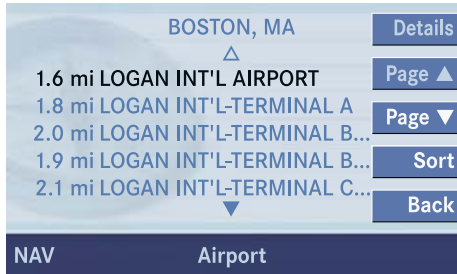 BOSTON, MA
Details
1.6 mi LOGAN INT'L AIRPORT
Page ▲
1.8 mi LOGAN INT'L-TERMINAL A
Page ▼
2.0 mi LOGAN INT'L-TERMINAL B...
1.9 mi LOGAN INT'L-TERMINAL B...
Sort
2.1 mi LOGAN INT'L-TERMINAL C...
Back
NAV
Airport